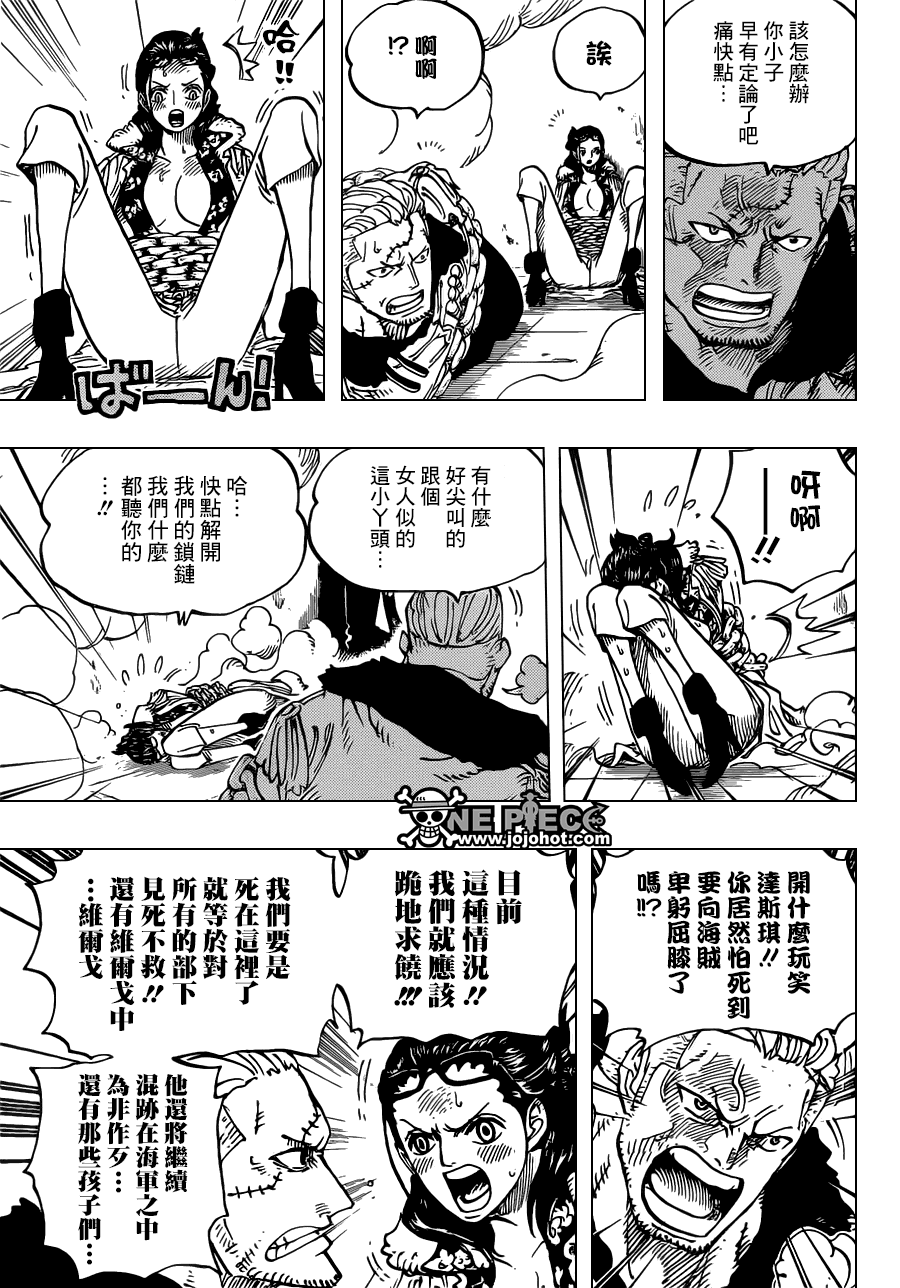 該怎麼辦
你小子
早有定論了吧
痛快點…
誒
啊啊
!?
哈!!
ばーん!
呀啊——!!
有什麼
好尖叫的
跟個
女人似的
這小丫頭…
哈…
快點解開
我們的鎖鏈
我們什麼
都聽你的
…!!
ONE PIECE
www.jojohot.com
開什麼玩笑
達斯琪!!
你居然怕死到
要向海賊
卑躬屈膝了
嗎!!?
目前
這種情況!!
我們就應該
跪地求饒!!!
我們要是
死在這裡了
就等於對
所有的部下
見死不救!!
還有維爾戈中
…維爾戈
他還將繼續
混跡在海軍之中
為非作歹…
還有那些孩子們…